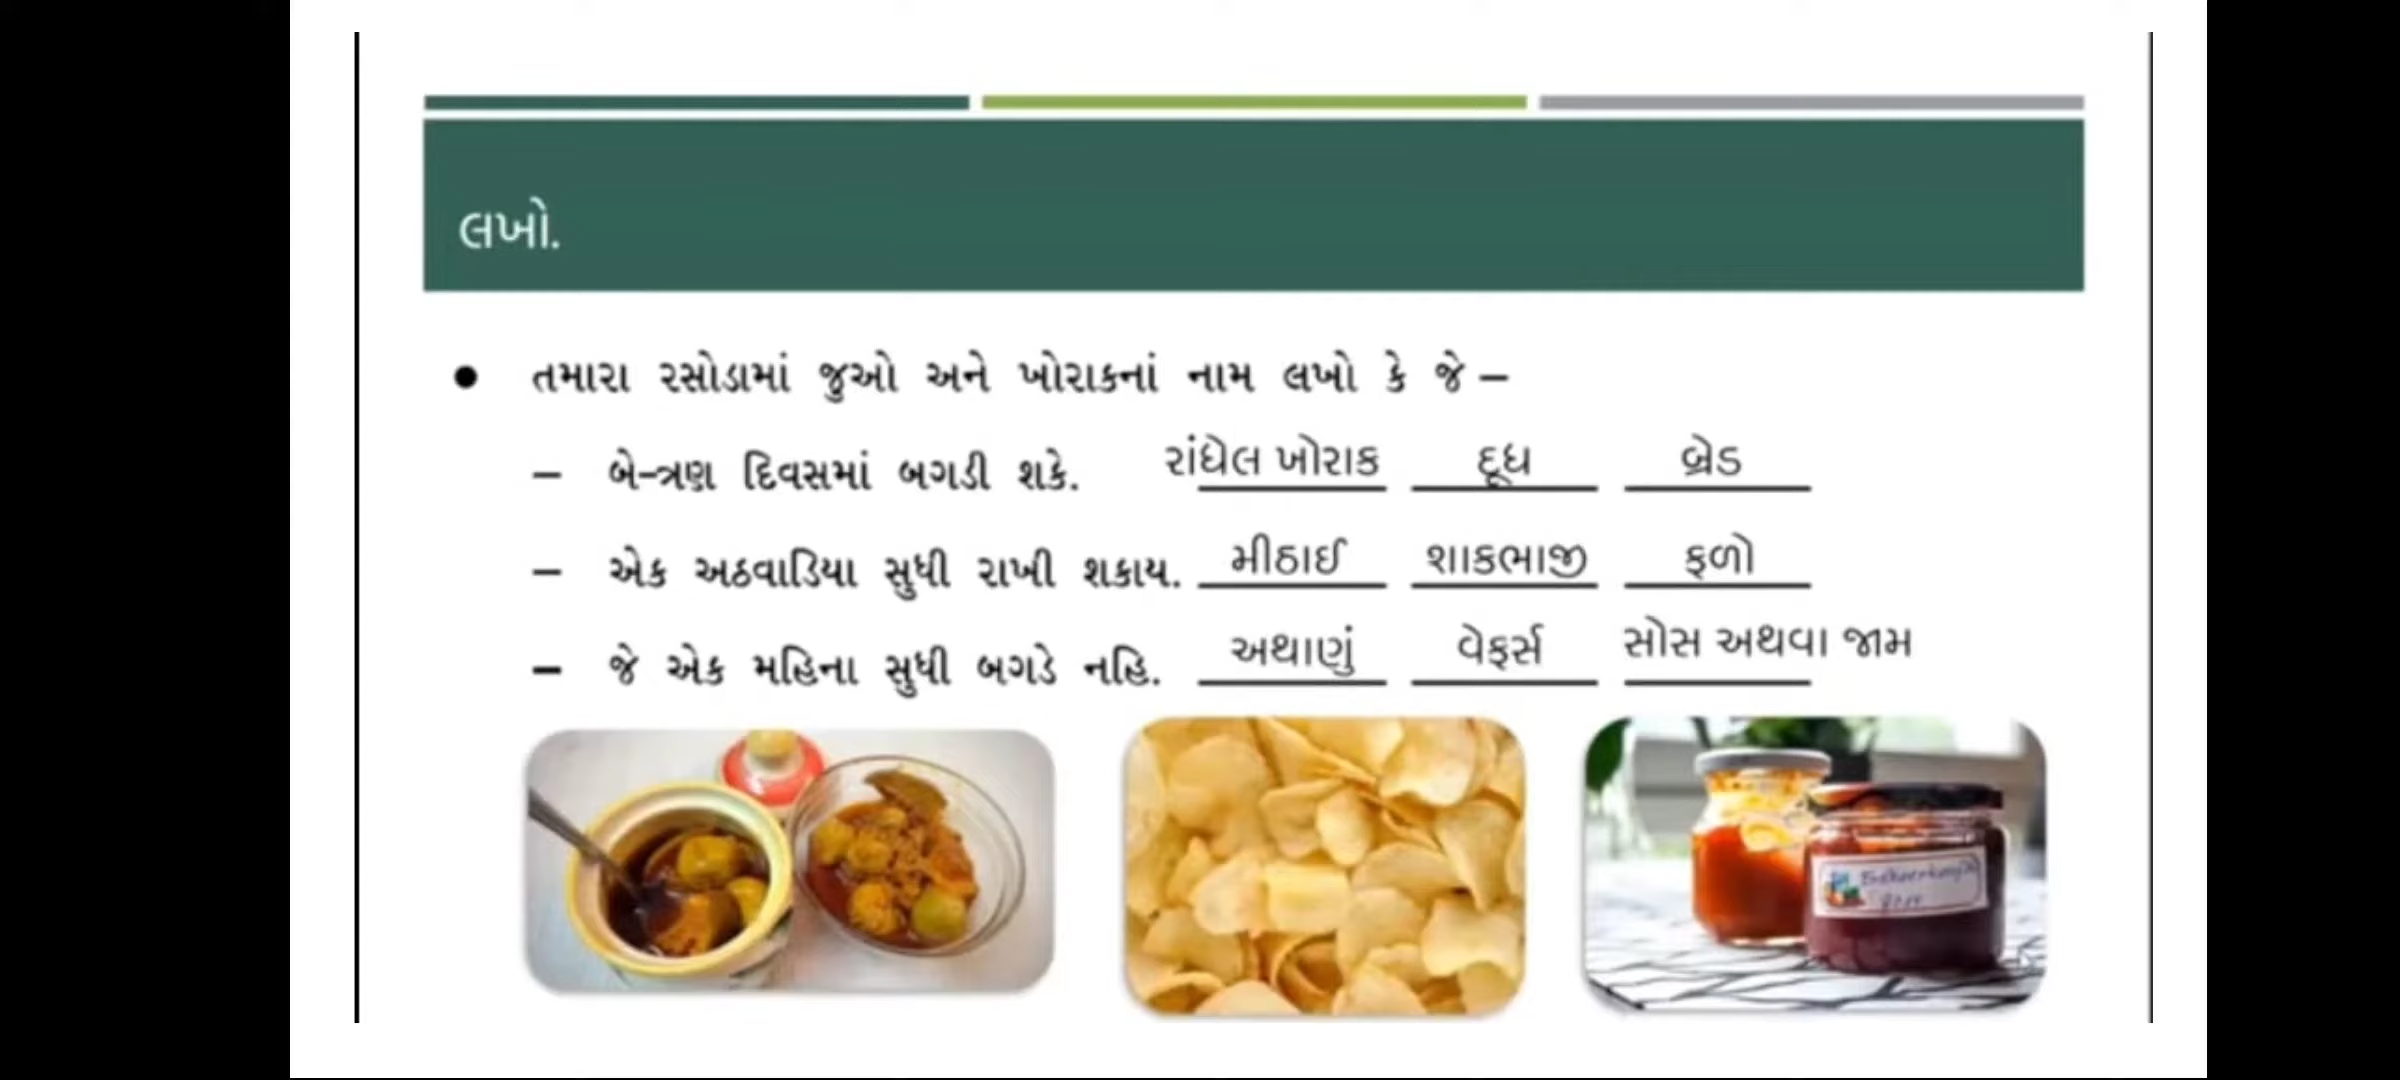 લખો.
● તમારા રસોડામાં જુઓ અને ખોરાકનાં નામ લખો કે જે –
– બે-ત્રણ દિવસમાં બગડી શકે. રાંધેલ ખોરાક દૂધ બ્રેડ
– એક અઠવાડિયા સુધી રાખી શકાય. મીઠાઈ શાકભાજી ફળો
– જે એક મહિના સુધી બગડે નહિ. અથાણું વેફર્સ સોસ અથવા જામ